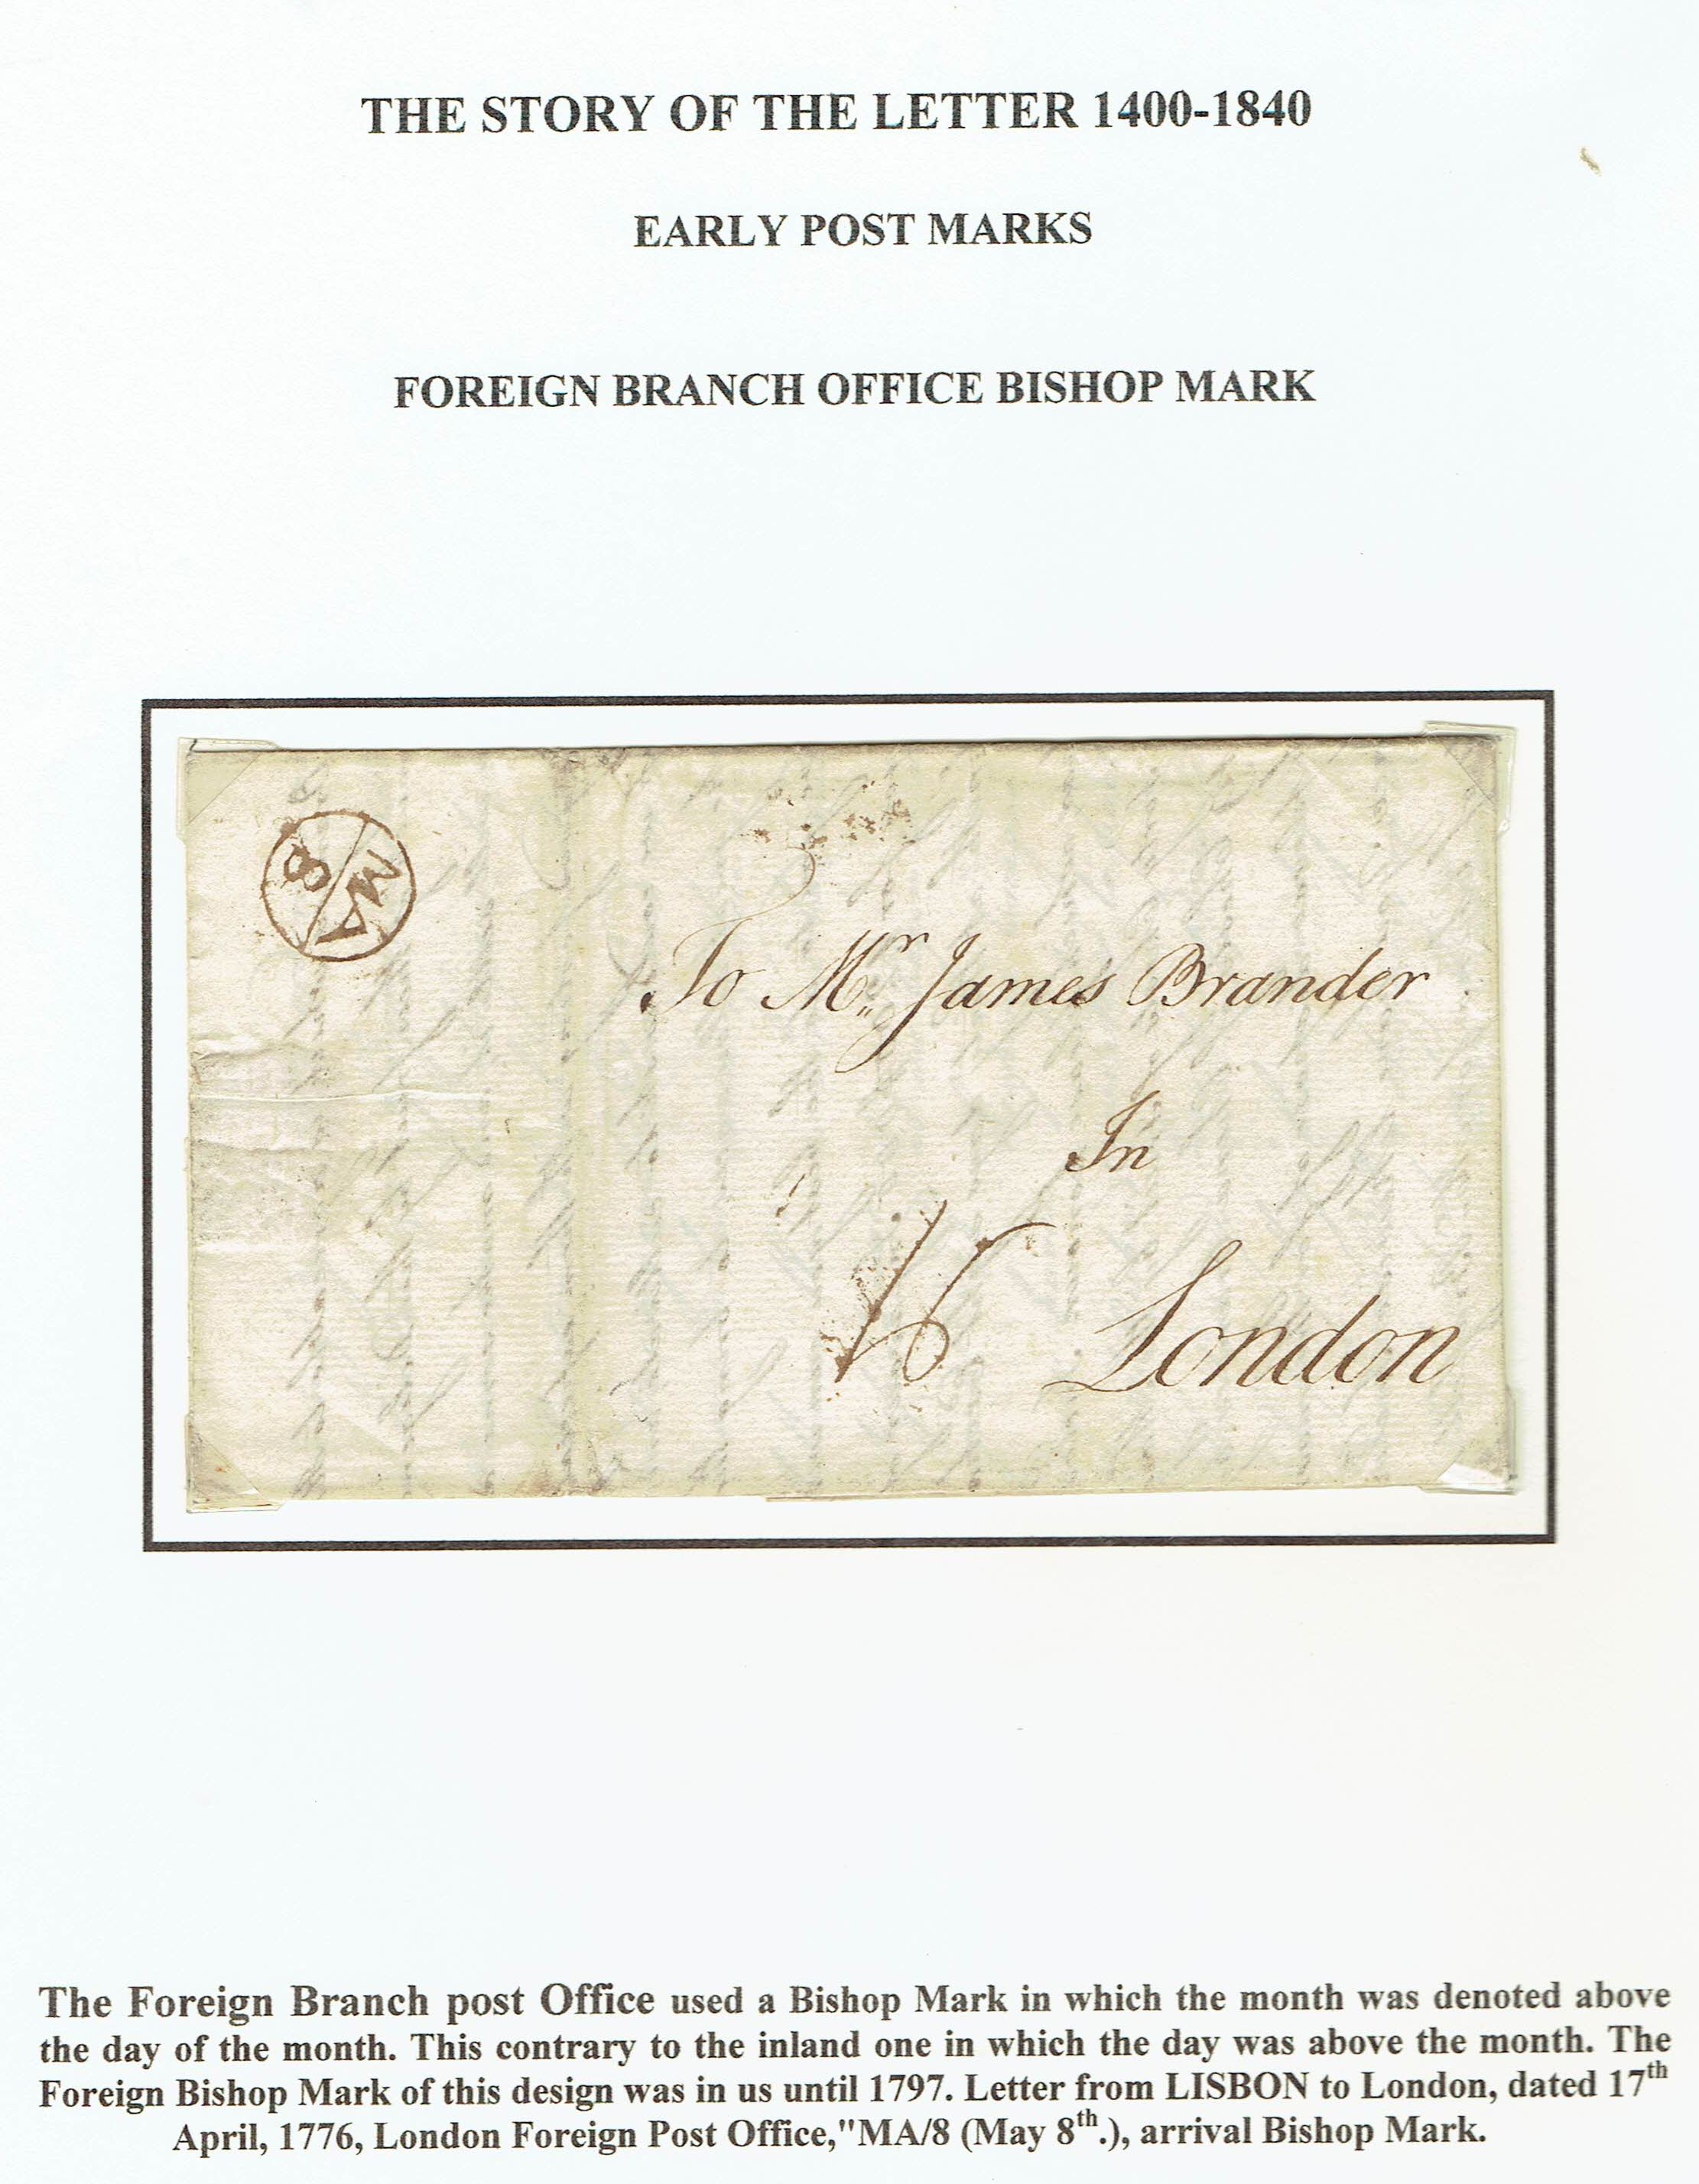 THE STORY OF THE LETTER 1400-1840
EARLY POST MARKS
FOREIGN BRANCH OFFICE BISHOP MARK
MA
8
To Mr. James Brander
In
1/6
London
The Foreign Branch post Office used a Bishop Mark in which the month was denoted above
the day of the month. This contrary to the inland one in which the day was above the month. The
Foreign Bishop Mark of this design was in us until 1797. Letter from LISBON to London, dated 17th
April, 1776, London Foreign Post Office,"MA/8 (May 8th.), arrival Bishop Mark.